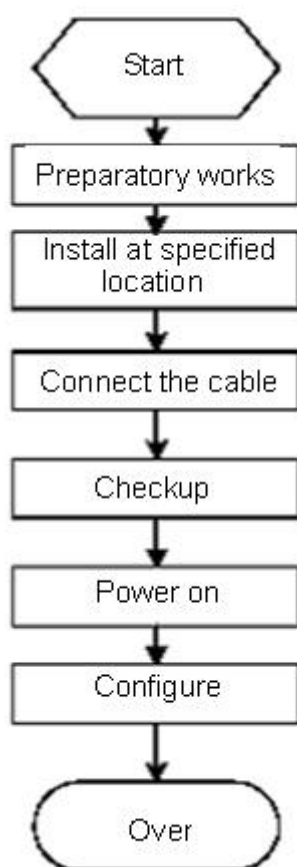 Start
Preparatory works
Install at specified
location
Connect the cable
Checkup
Power on
Configure
Over